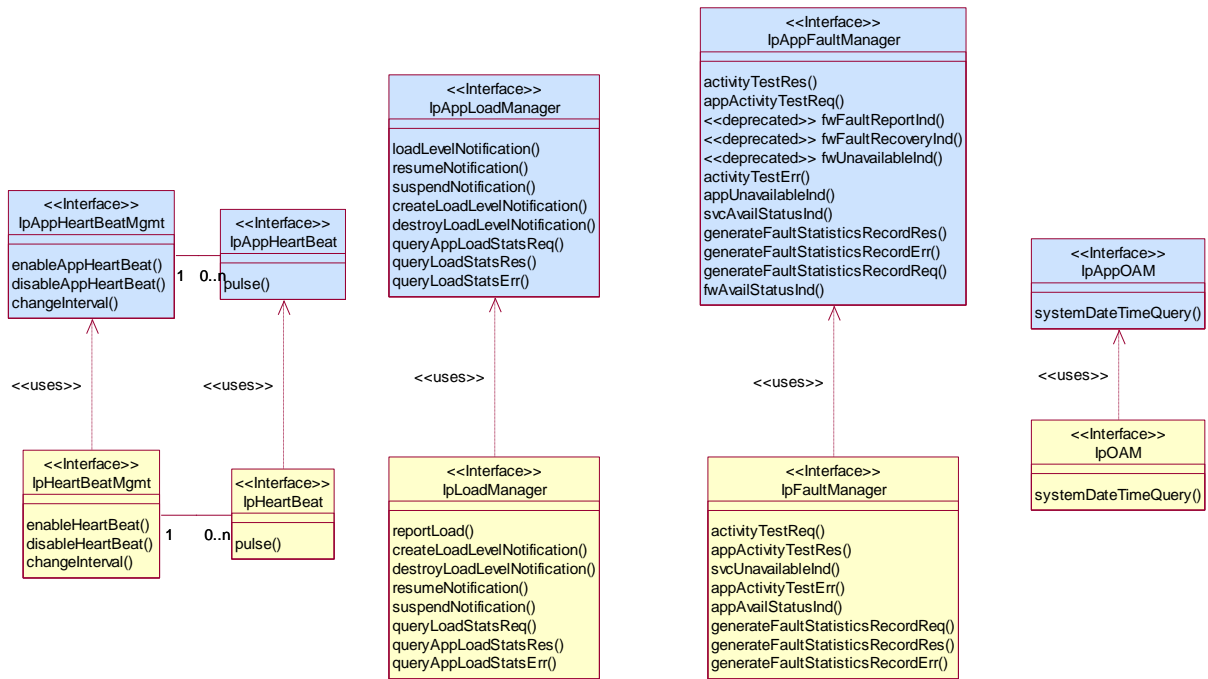 <<Interface>>
IpAppHeartBeatMgmt
enableAppHeartBeat()
disableAppHeartBeat()
changeInterval()
1
0..n
<<Interface>>
IpAppHeartBeat
pulse()
<<Interface>>
IpAppLoadManager
loadLevelNotification()
resumeNotification()
suspendNotification()
createLoadLevelNotification()
destroyLoadLevelNotification()
queryAppLoadStatsReq()
queryLoadStatsRes()
queryLoadStatsErr()
<<Interface>>
IpAppFaultManager
activityTestRes()
appActivityTestReq()
<<deprecated>> fwFaultReportInd()
<<deprecated>> fwFaultRecoveryInd()
<<deprecated>> fwUnavailableInd()
activityTestErr()
appUnavailableInd()
svcAvailStatusInd()
generateFaultStatisticsRecordRes()
generateFaultStatisticsRecordErr()
generateFaultStatisticsRecordReq()
fwAvailStatusInd()
<<Interface>>
IpAppOAM
systemDateTimeQuery()
<<uses>>
<<uses>>
<<uses>>
<<uses>>
<<uses>>
<<Interface>>
IpHeartBeatMgmt
enableHeartBeat()
disableHeartBeat()
changeInterval()
1
0..n
<<Interface>>
IpHeartBeat
pulse()
<<Interface>>
IpLoadManager
reportLoad()
createLoadLevelNotification()
destroyLoadLevelNotification()
resumeNotification()
suspendNotification()
queryLoadStatsReq()
queryAppLoadStatsRes()
queryAppLoadStatsErr()
<<Interface>>
IpFaultManager
activityTestReq()
appActivityTestRes()
svcUnavailableInd()
appActivityTestErr()
appAvailStatusInd()
generateFaultStatisticsRecordReq()
generateFaultStatisticsRecordRes()
generateFaultStatisticsRecordErr()
<<Interface>>
IpOAM
systemDateTimeQuery()